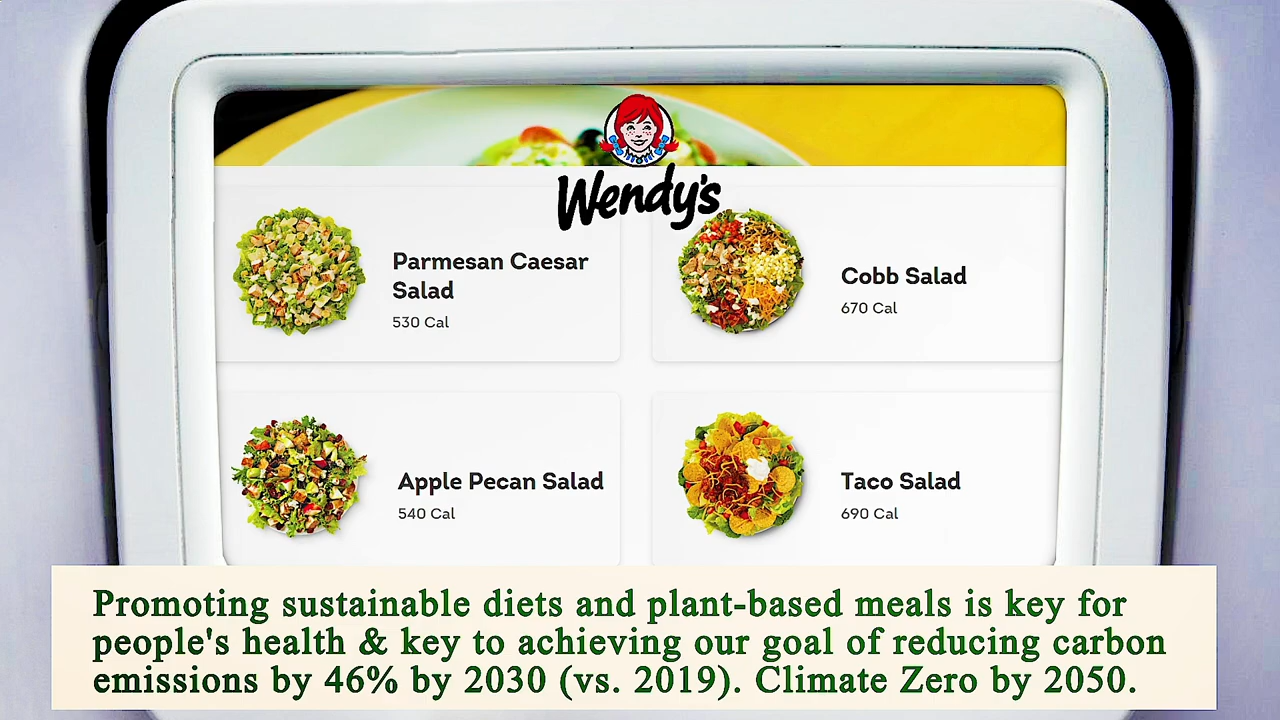 Wendy's
Parmesan Caesar
Salad
530 Cal
Cobb Salad
670 Cal
Apple Pecan Salad
540 Cal
Taco Salad
690 Cal
Promoting sustainable diets and plant-based meals is key for
people's health & key to achieving our goal of reducing carbon
emissions by 46% by 2030 (vs. 2019). Climate Zero by 2050.